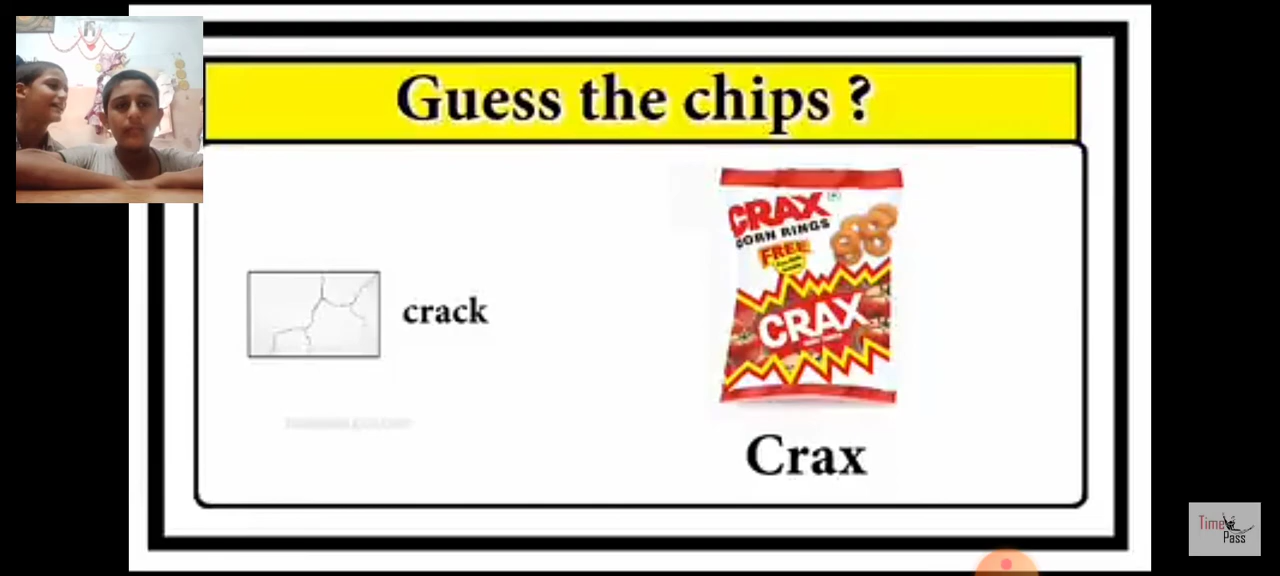 Guess the chips ?
CRAX
CORN RINGS
FREE
CRAX
crack
Crax
Time
Pass